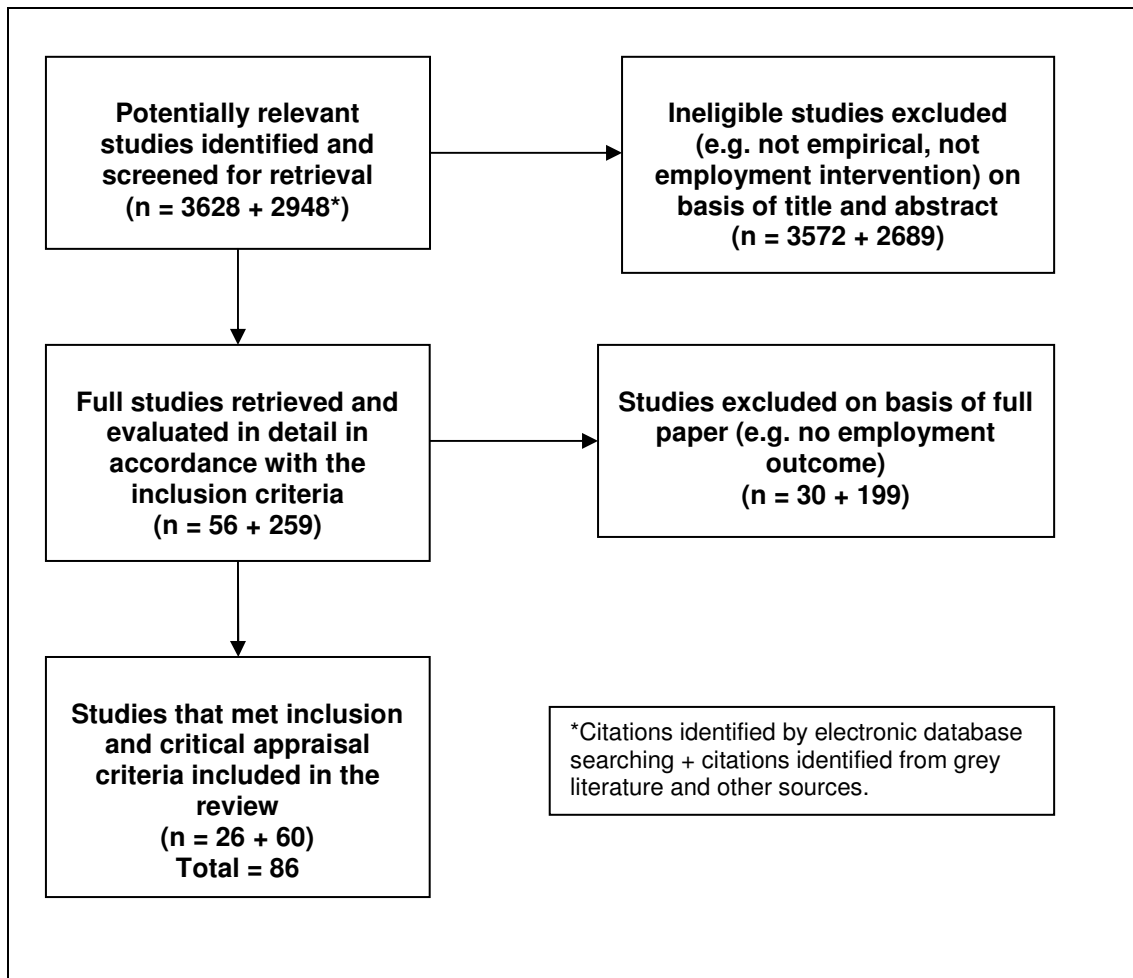 Potentially relevant
studies identified and
screened for retrieval
(n = 3628 + 2948*)
Ineligible studies excluded
(e.g. not empirical, not
employment intervention) on
basis of title and abstract
(n = 3572 + 2689)
Full studies retrieved and
evaluated in detail in
accordance with the
inclusion criteria
(n = 56 + 259)
Studies excluded on basis of full
paper (e.g. no employment
outcome)
(n = 30 + 199)
Studies that met inclusion
and critical appraisal
criteria included in the
review
(n = 26 + 60)
Total = 86
*Citations identified by electronic database
searching + citations identified from grey
literature and other sources.